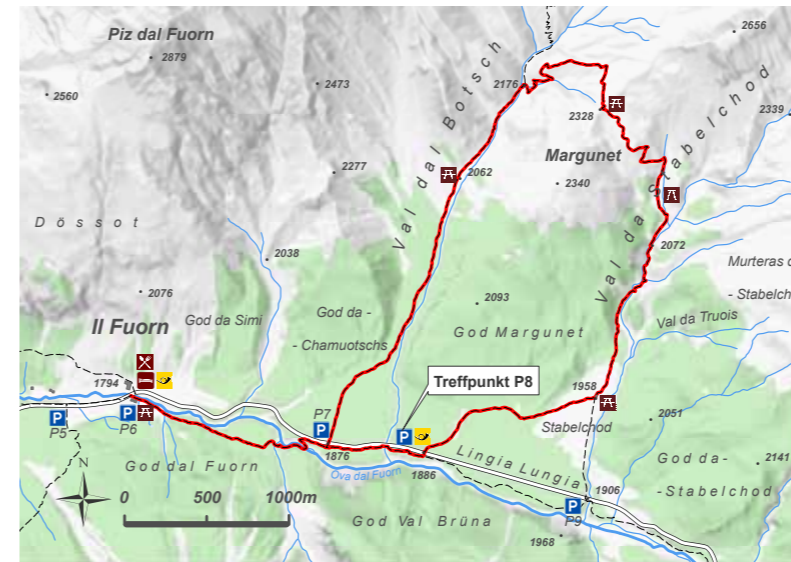 Piz dal Fuorn
2879
2656
2560
2473
2176
Val dal Botsch
2339
2328
Margunet
Val da Stabelchod
2277
2062
2340
Dössot
2038
2072
Murteras d
- Stabelch
2076
2093
Il Fuorn
God da Simi
God da -
- Chamuotschs
God Margunet
Val da Truois
1794
Treffpunkt P8
1958
P
P5
P
P6
P7
P
P
Stabelchod
2051
God dal Fuorn
1876
1886
Lingia Lungia
God da -
- Stabelchod
2141
N
Ova dal Fuorn
0 500 1000m
God Val Brüna
P
P9
1906
1968